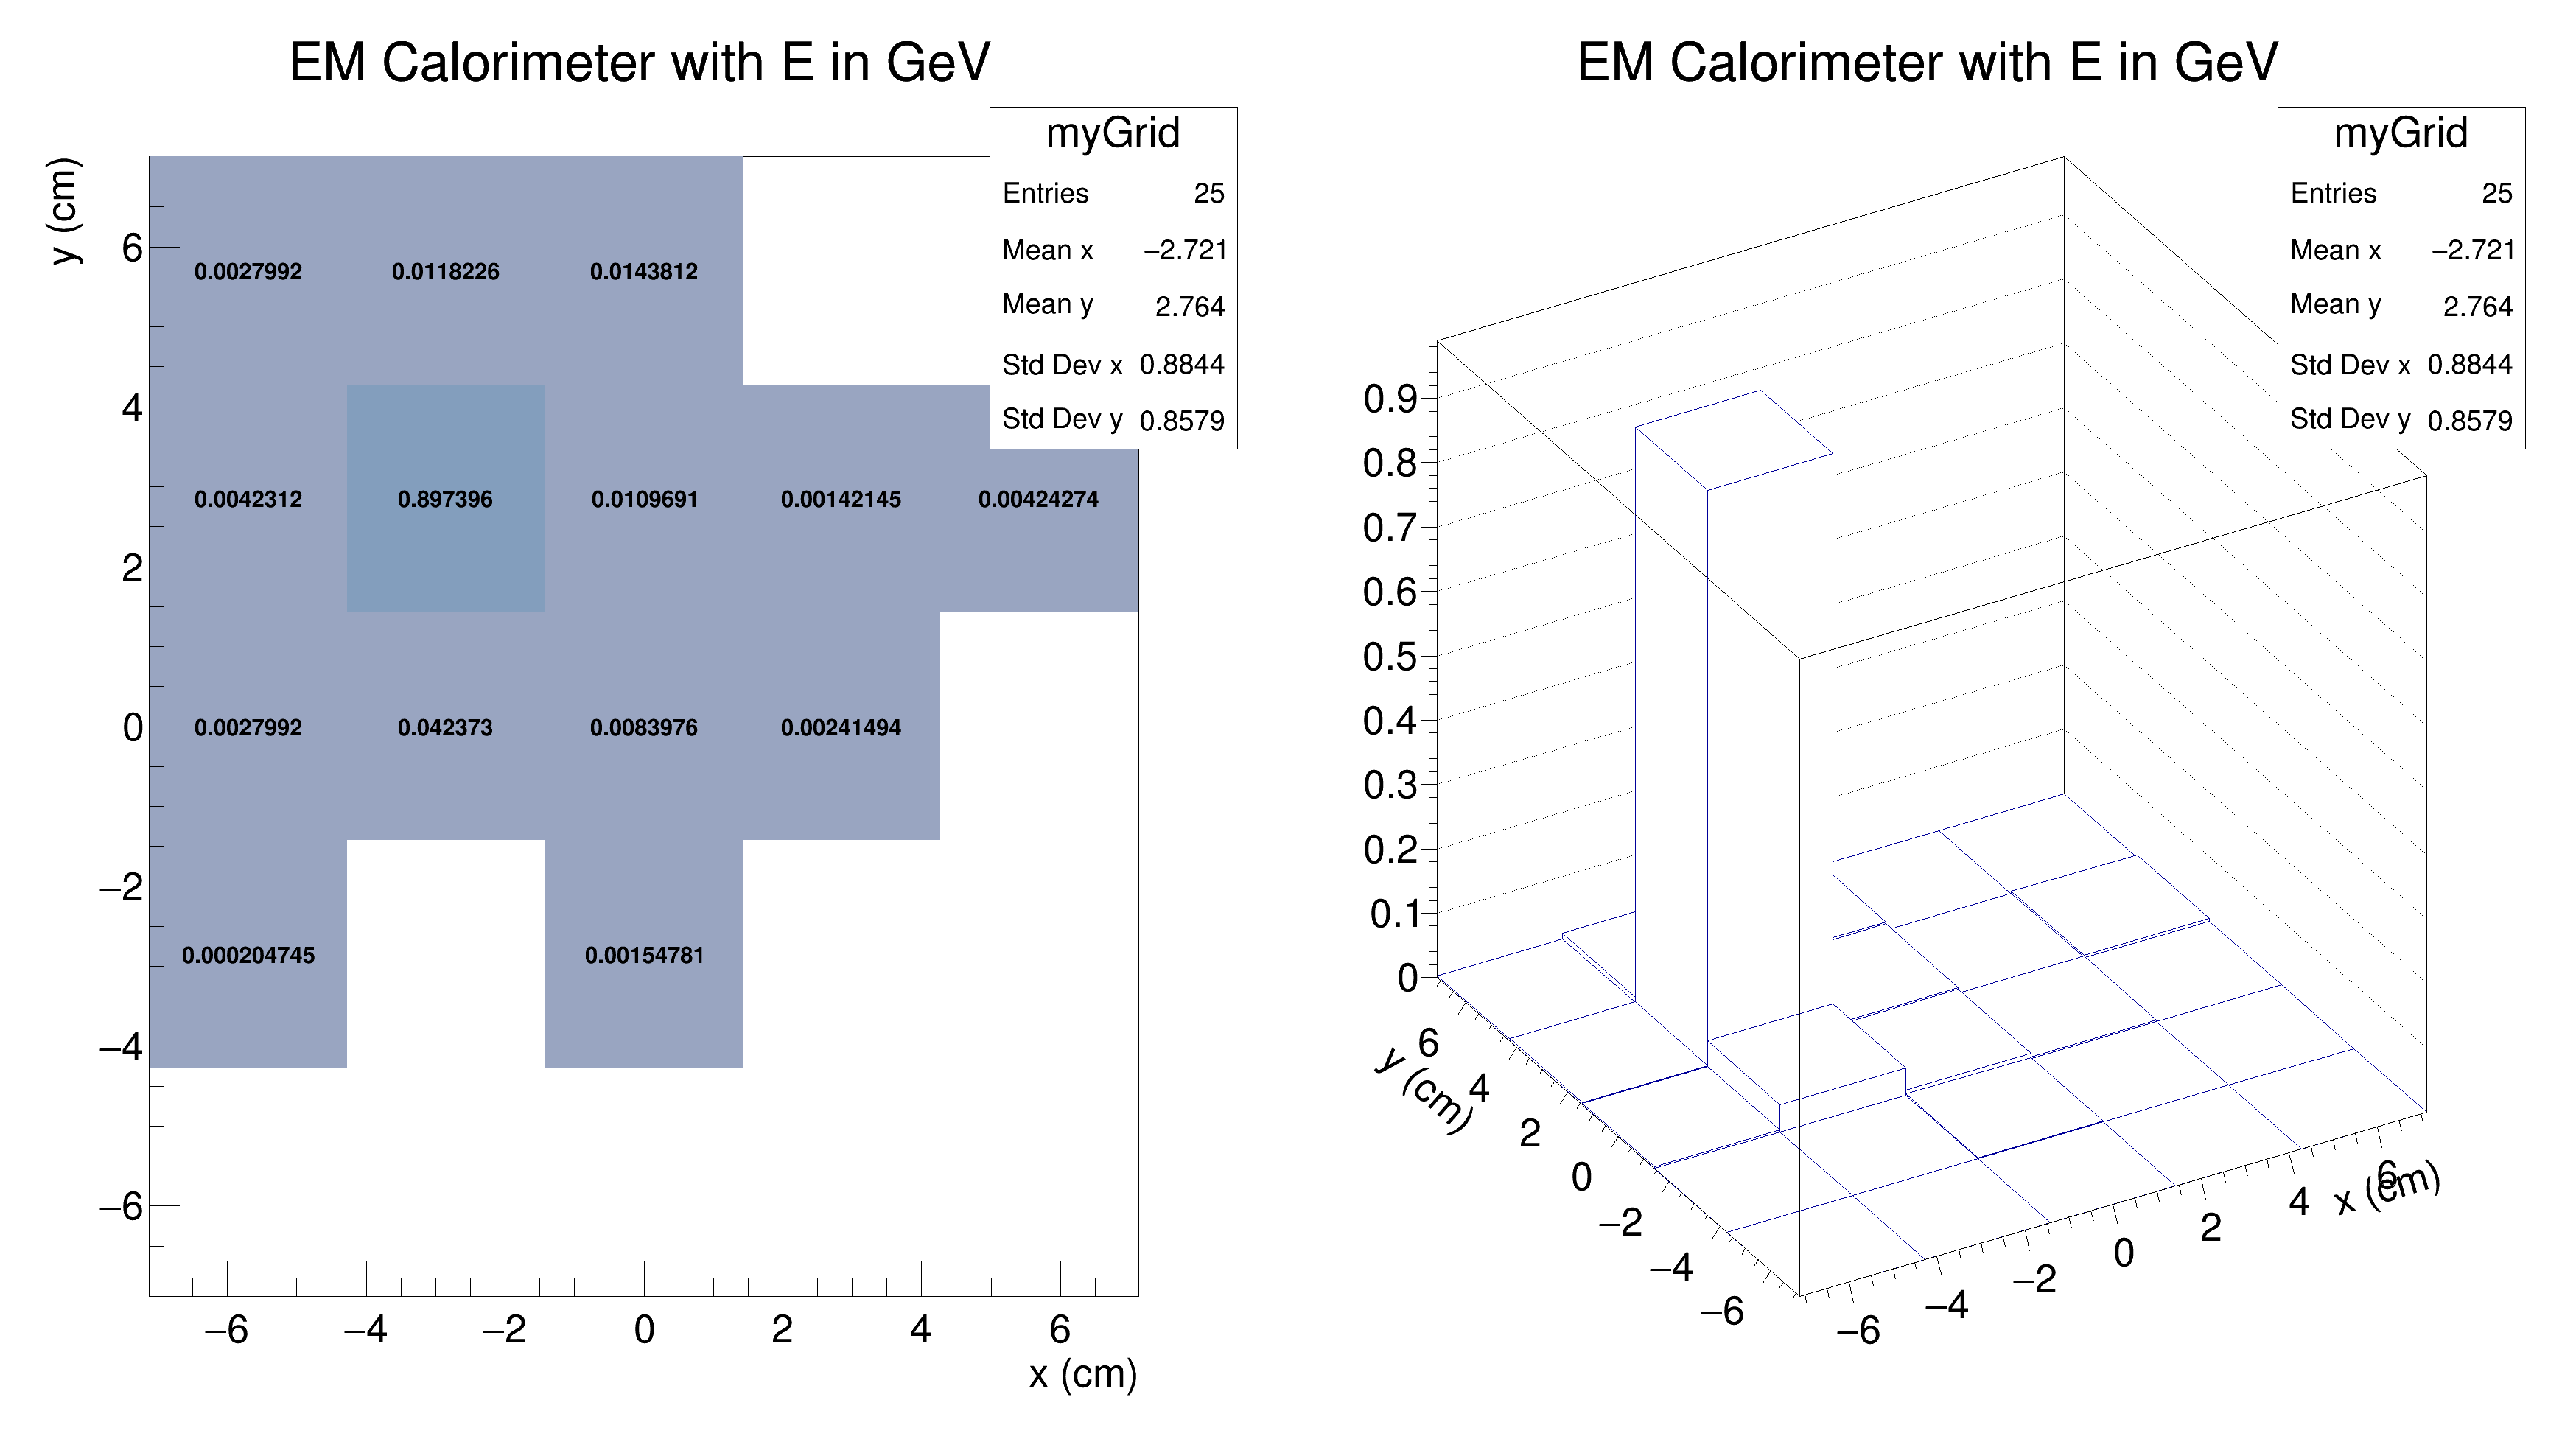 EM Calorimeter with E in GeV
myGrid
Entries 25
Mean x −2.721
Mean y 2.764
Std Dev x 0.8844
Std Dev y 0.8579
y (cm)
6
4
2
0
−2
−4
−6
0.0027992 0.0118226 0.0143812
0.0042312 0.897396 0.0109691 0.00142145 0.00424274
0.0027992 0.042373 0.0083976 0.00241494
0.000204745 0.00154781
−6 −4 −2 0 2 4 6
x (cm)
EM Calorimeter with E in GeV
myGrid
Entries 25
Mean x −2.721
Mean y 2.764
Std Dev x 0.8844
Std Dev y 0.8579
0.9
0.8
0.7
0.6
0.5
0.4
0.3
0.2
0.1
0
y (cm)
6
4
2
0
−2
−4
−6
−6 −4 −2 0 2 4 6
x (cm)